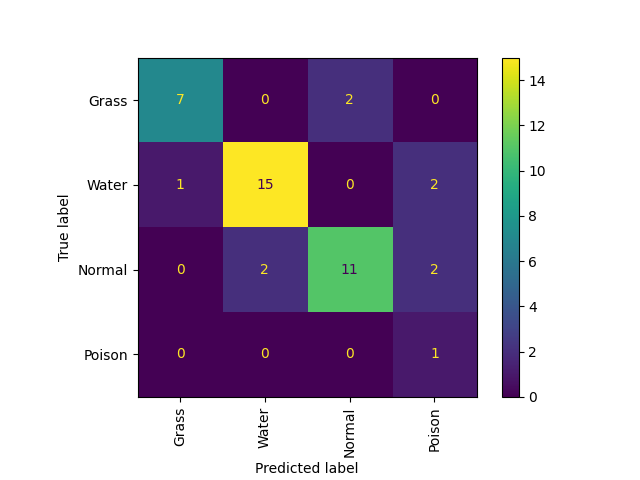 Grass 7 0 2 0
Water 1 15 0 2
Normal 0 2 11 2
Poison 0 0 0 1
Grass Water Normal Poison
True label
Predicted label
14
12
10
8
6
4
2
0